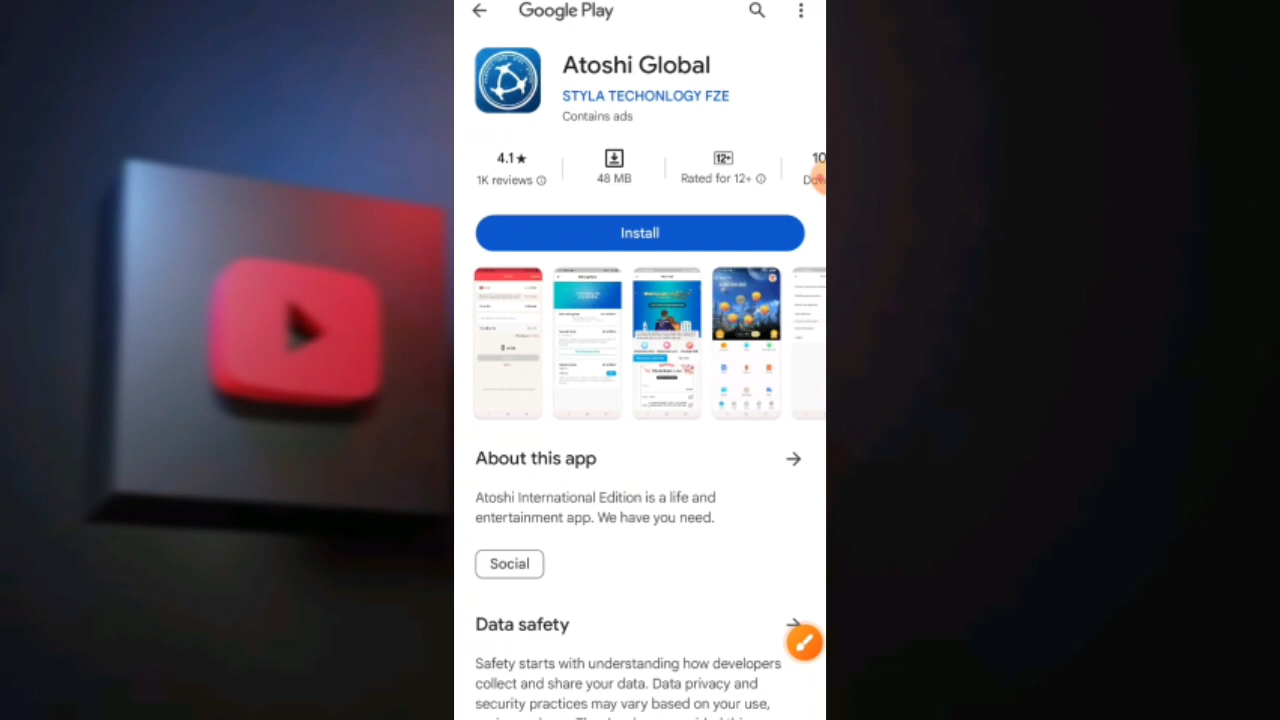 Google Play
Atoshi Global
STYLA TECHONLOGY FZE
Contains ads
4.1★
1K reviews
48 MB
12+
Rated for 12+
10
Install
About this app
Atoshi International Edition is a life and
entertainment app. We have you need.
Social
Data safety
Safety starts with understanding how developers
collect and share your data. Data privacy and
security practices may vary based on your use,